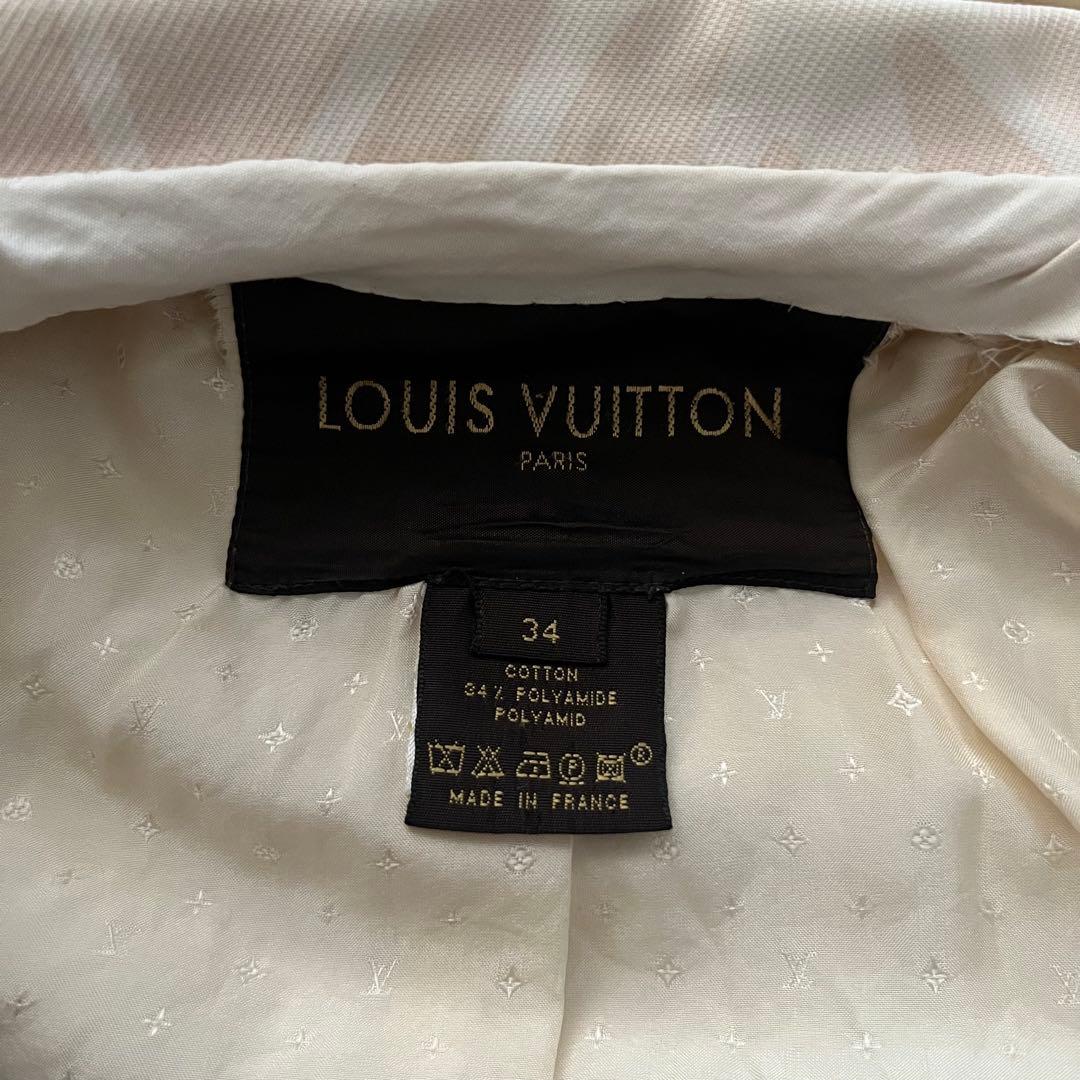 LOUIS VUITTON
PARIS
34
COTTON
34% POLYAMIDE
POLYAMID
P
®
MADE IN FRANCE